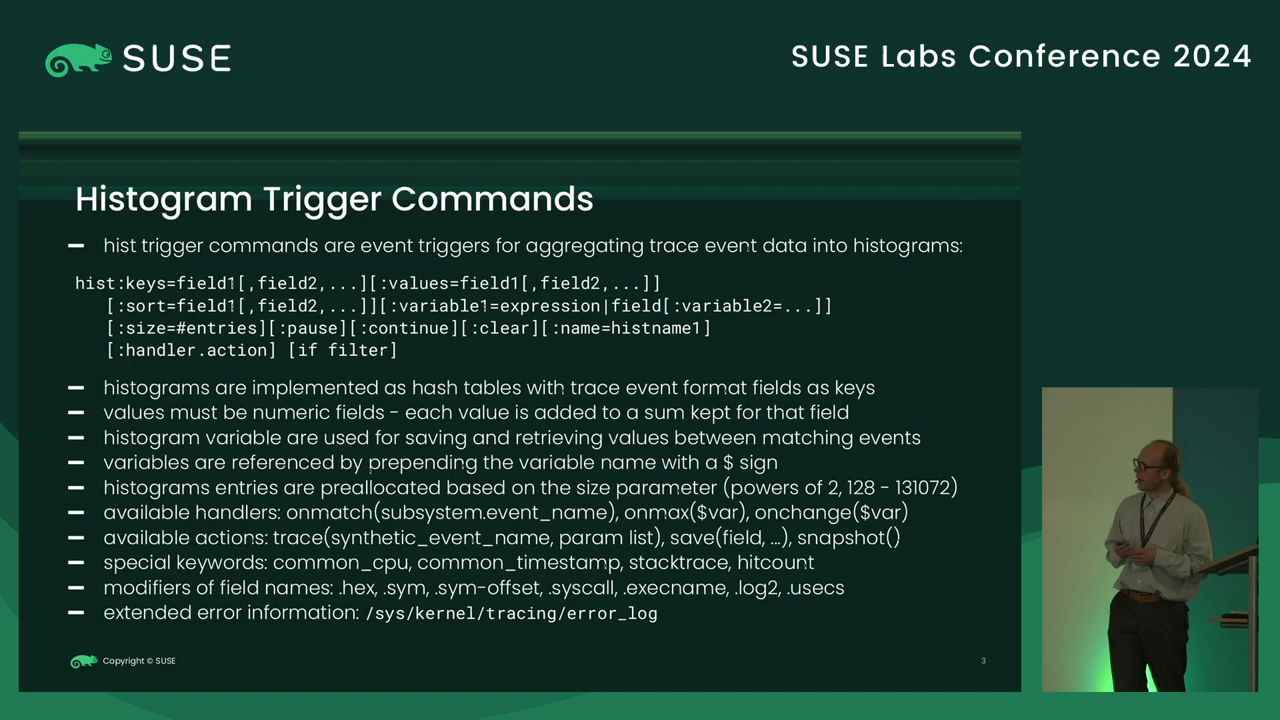 SUSE
SUSE Labs Conference 2024
Histogram Trigger Commands
hist trigger commands are event triggers for aggregating trace event data into histograms:
hist:keys=field1[,field2,...][:values=field1[,field2,...]]
[:sort=field1[,field2,...]][:variable1=expression|field[:variable2=...]]
[:size=#entries][:pause][:continue][:clear][:name=histname1]
[:handler.action] [if filter]
histograms are implemented as hash tables with trace event format fields as keys
values must be numeric fields - each value is added to a sum kept for that field
histogram variable are used for saving and retrieving values between matching events
variables are referenced by prepending the variable name with a $ sign
histograms entries are preallocated based on the size parameter (powers of 2, 128 - 131072)
available handlers: onmatch(subsystem.event_name), onmax($var), onchange($var)
available actions: trace(synthetic_event_name, param list), save(field, ...), snapshot()
special keywords: common_cpu, common_timestamp, stacktrace, hitcount
modifiers of field names: .hex, .sym, .sym-offset, .syscall, .execname, .log2, .usecs
extended error information: /sys/kernel/tracing/error_log
Copyright © SUSE
3